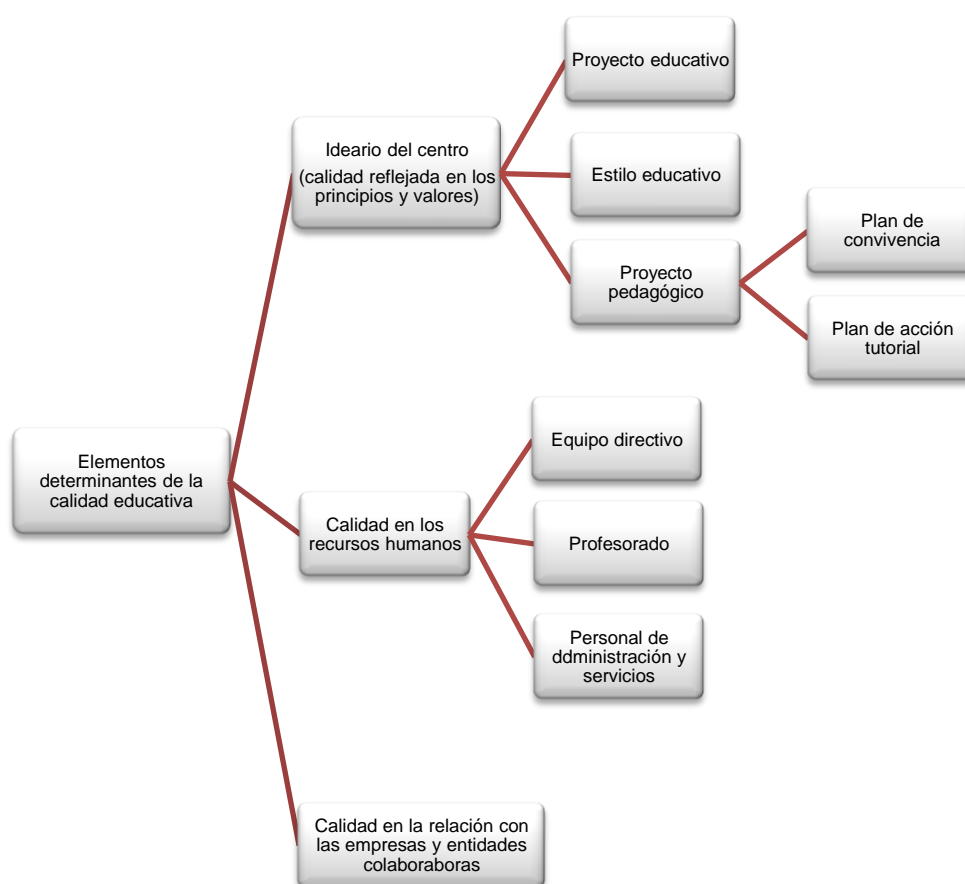 Proyecto educativo
Ideario del centro
(calidad reflejada en los
principios y valores)
Estilo educativo
Plan de
convivencia
Proyecto
pedagógico
Plan de acción
tutorial
Equipo directivo
Elementos
determinantes de la
calidad educativa
Calidad en los
recursos humanos
Profesorado
Personal de
ddministración y
servicios
Calidad en la relación con
las empresas y entidades
colaboraboras